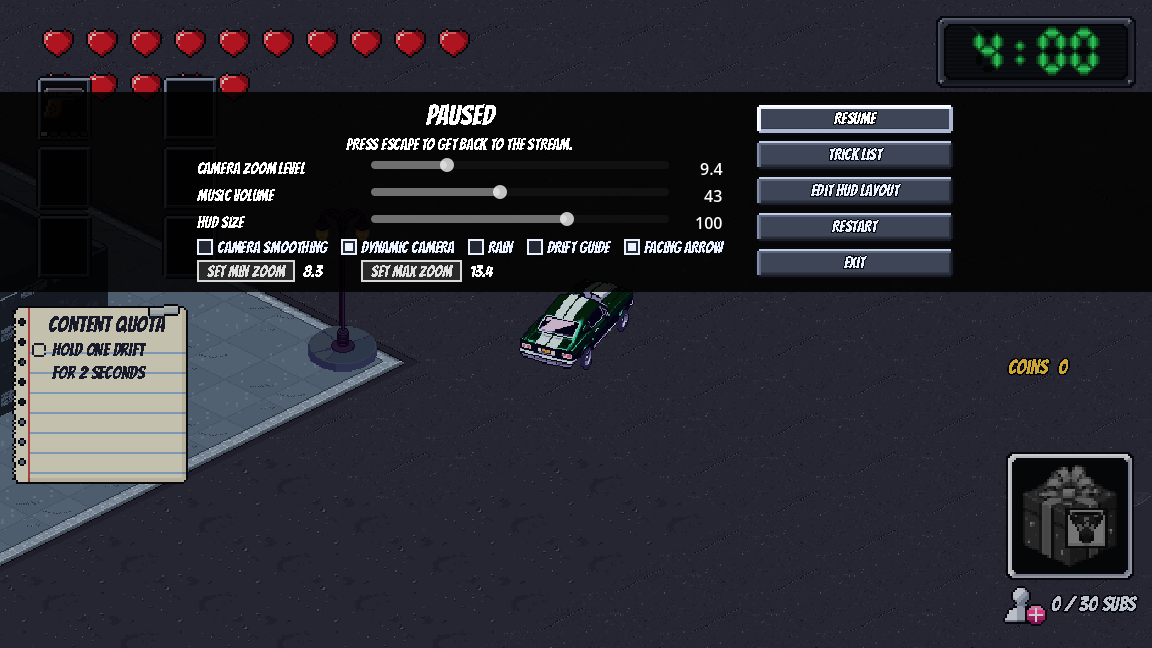 4:00
PAUSED
PRESS ESCAPE TO GET BACK TO THE STREAM.
CAMERA ZOOM LEVEL 9.4
MUSIC VOLUME 43
HUD SIZE 100
CAMERA SMOOTHING DYNAMIC CAMERA RAIN DRIFT GUIDE FACING ARROW
SET MIN ZOOM 8.3 SET MAX ZOOM 13.4
RESUME
TRICK LIST
EDIT HUD LAYOUT
RESTART
EXIT
CONTENT QUOTA
HOLD ONE DRIFT
FOR 2 SECONDS
COINS 0
0 / 30 SUBS